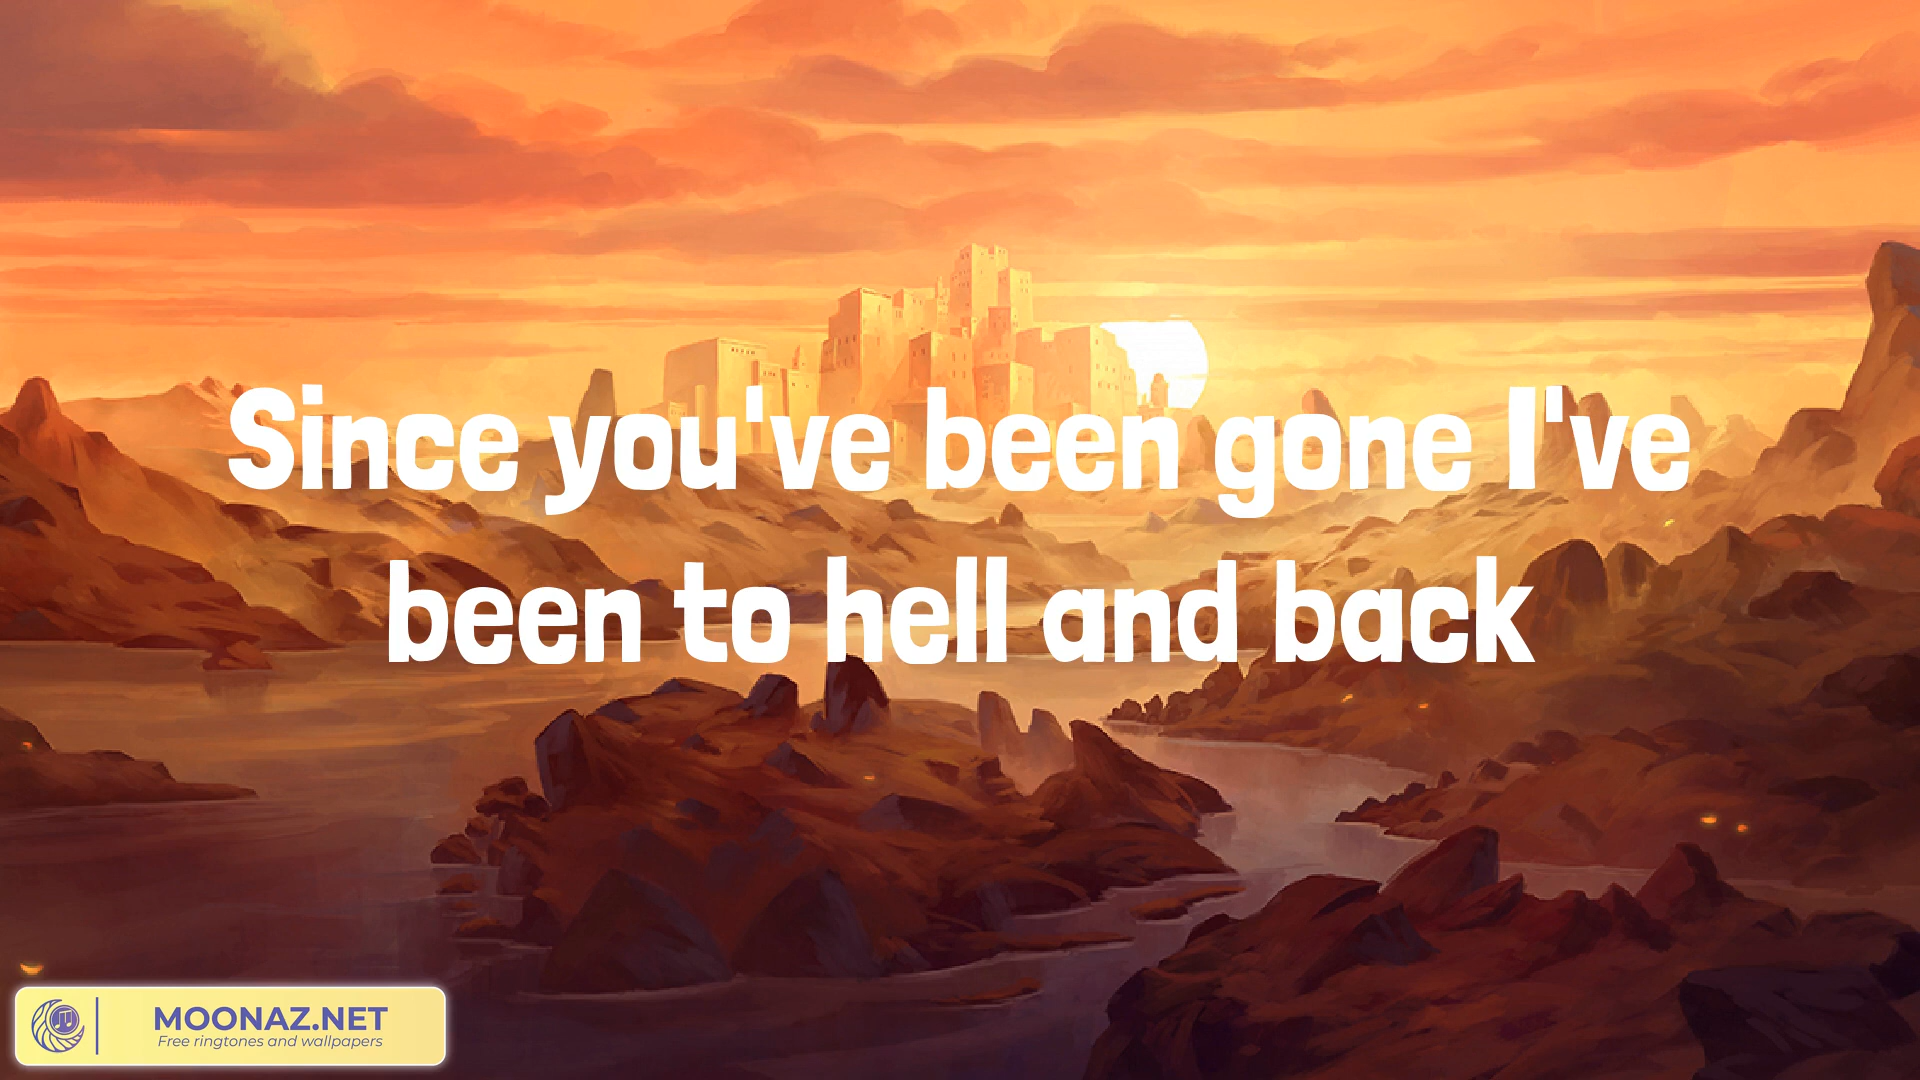 Since you've been gone I've
been to hell and back
MOONAZ.NET
Free ringtones and wallpapers